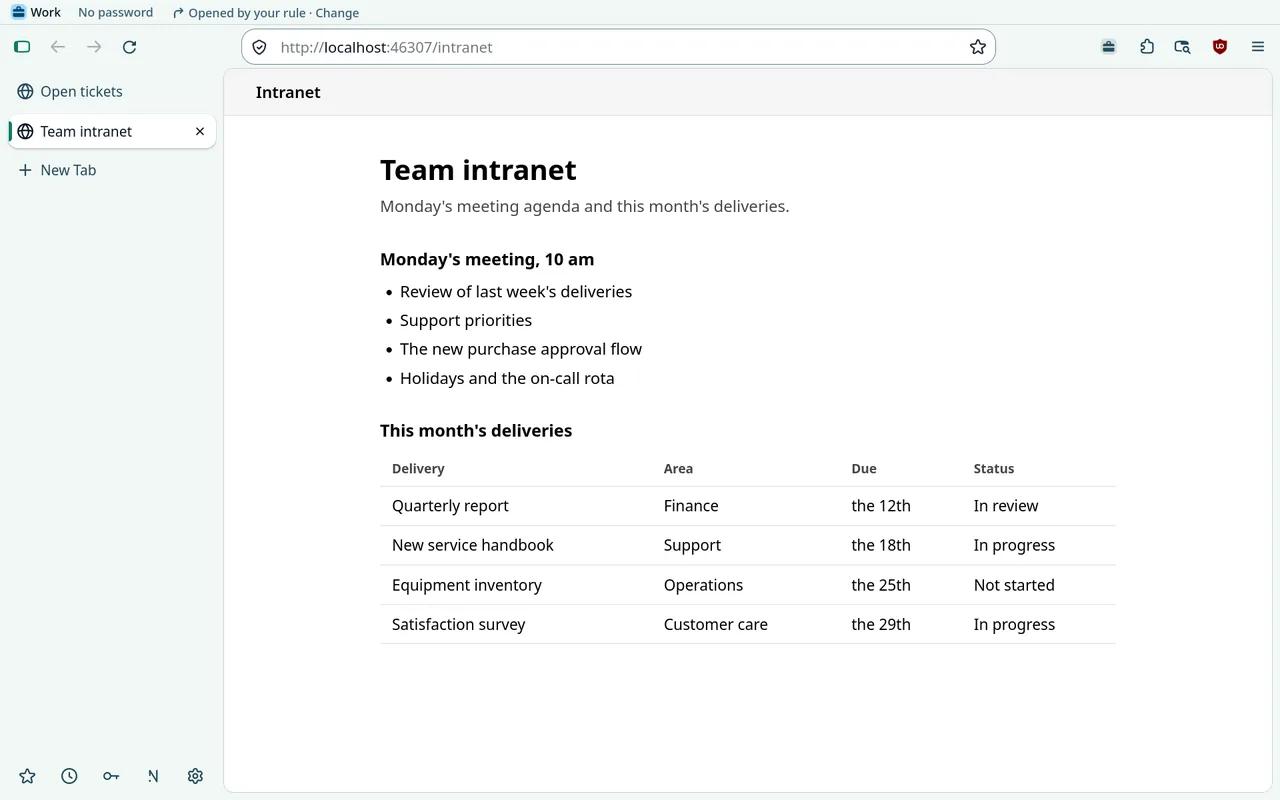 Work No password Opened by your rule · Change
http://localhost:46307/intranet
Open tickets
Team intranet
New Tab
Intranet
Team intranet
Monday's meeting agenda and this month's deliveries.
Monday's meeting, 10 am
• Review of last week's deliveries
• Support priorities
• The new purchase approval flow
• Holidays and the on-call rota
This month's deliveries
Delivery Area Due Status
Quarterly report Finance the 12th In review
New service handbook Support the 18th In progress
Equipment inventory Operations the 25th Not started
Satisfaction survey Customer care the 29th In progress